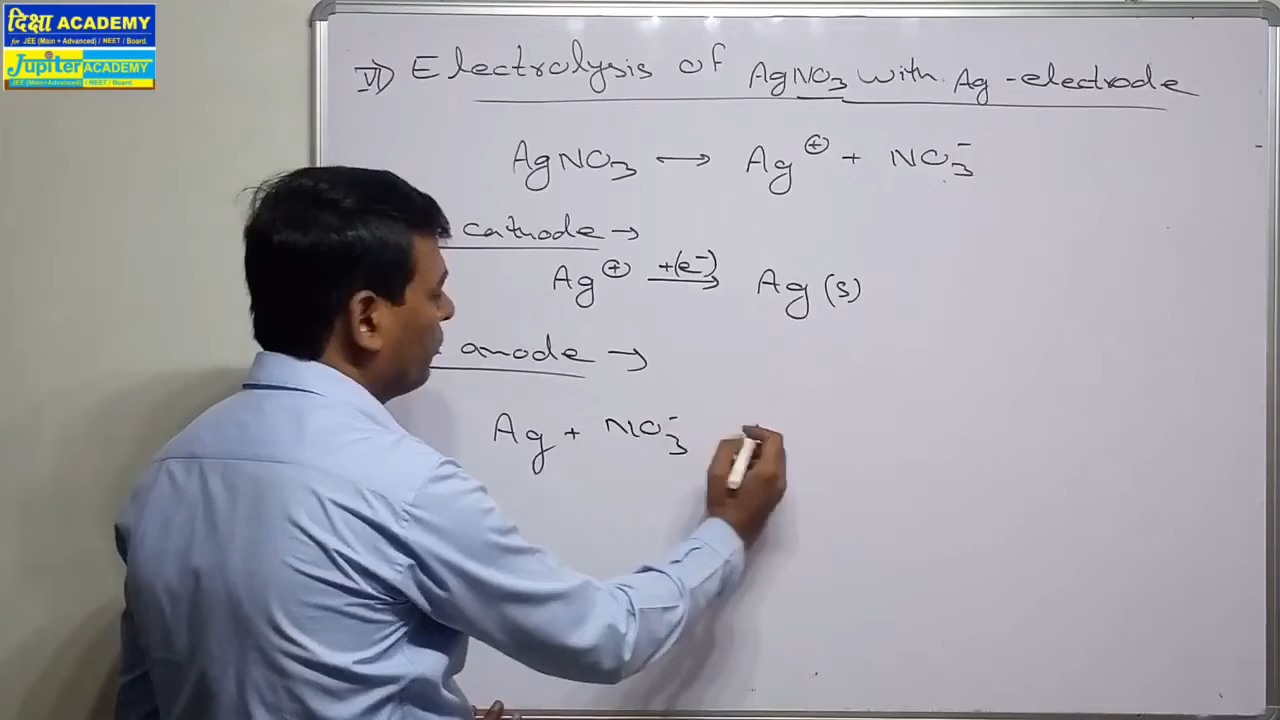 दिक्षा ACADEMY
for JEE (Main + Advanced) / NEET / Board.
Jupiter ACADEMY
JEE (Main+Advanced) / NEET / Board.
VI) Electrolysis of AgNO₃ with Ag-electrode
AgNO₃ ⟷ Ag⊕ + NO₃⁻
cathode →
Ag⊕ +(e⁻)→ Ag (s)
anode →
Ag + NO₃⁻